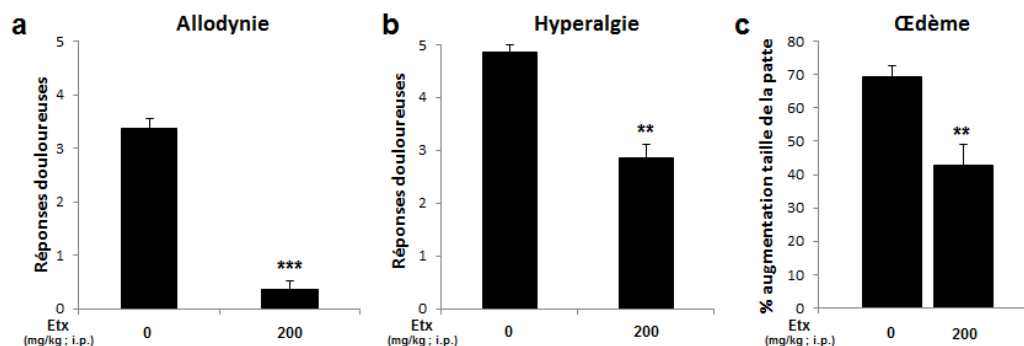 a
Allodynie
Réponses douloureuses
5
4
3
2
1
0
***
Etx
(mg/kg ; i.p.)
0
200
b
Hyperalgie
Réponses douloureuses
5
4
3
2
1
0
**
Etx
(mg/kg ; i.p.)
0
200
c
Œdème
% augmentation taille de la patte
80
70
60
50
40
30
20
10
0
**
Etx
(mg/kg ; i.p.)
0
200